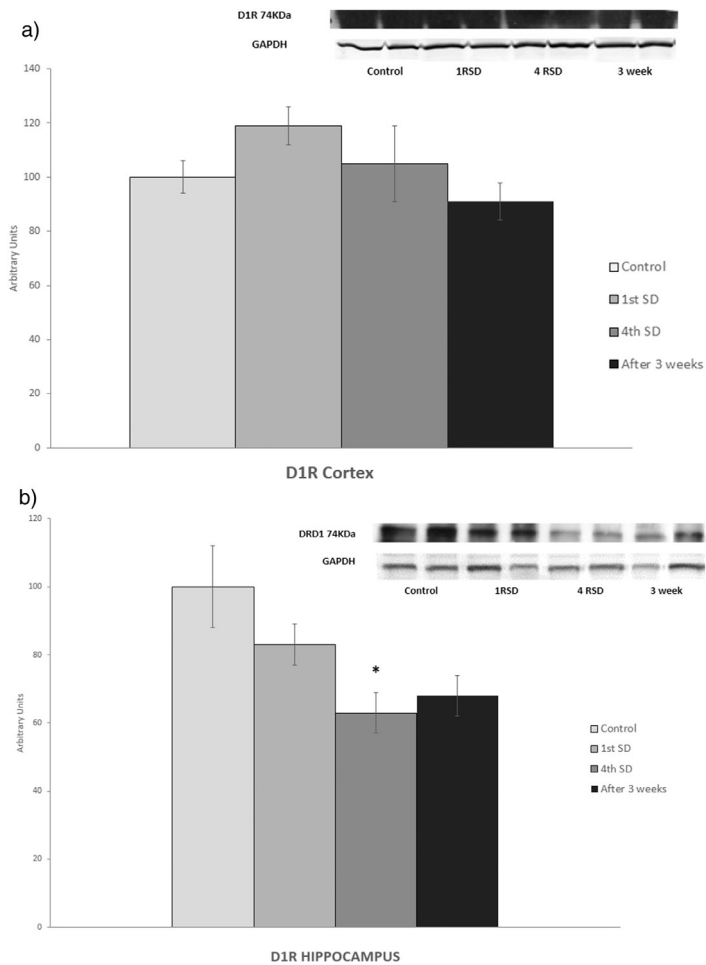 a)
D1R 74KDa
GAPDH
Control 1RSD 4 RSD 3 week
140
120
100
80
60
40
20
0
Arbitrary Units
Control
1st SD
4th SD
After 3 weeks
D1R Cortex
b)
DRD1 74KDa
GAPDH
Control 1RSD 4 RSD 3 week
120
100
80
60
40
20
0
Arbitrary Units
*
Control
1st SD
4th SD
After 3 weeks
D1R HIPPOCAMPUS